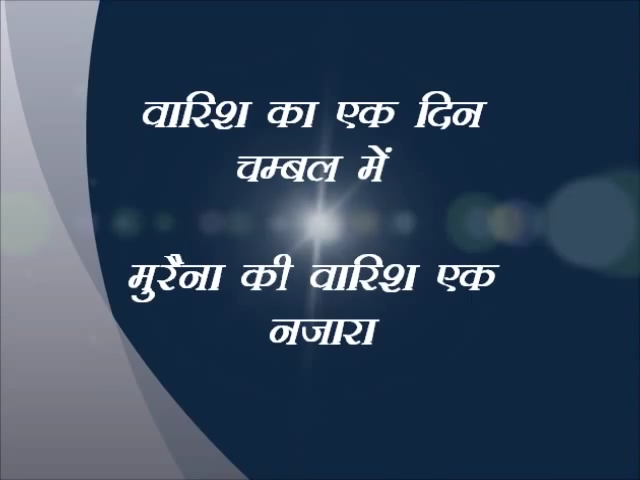 वारिश का एक दिन
चम्बल में
मुरैना की वारिश एक
नजारा